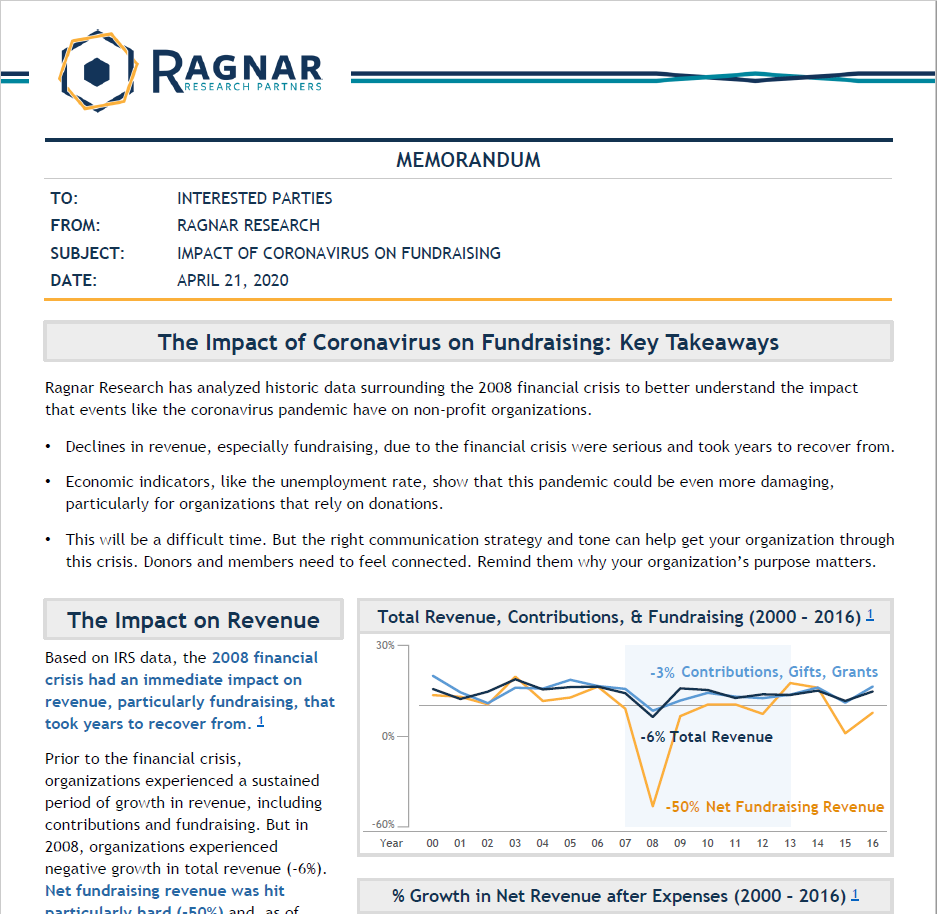 RAGNAR
RESEARCH PARTNERS
MEMORANDUM
TO: INTERESTED PARTIES
FROM: RAGNAR RESEARCH
SUBJECT: IMPACT OF CORONAVIRUS ON FUNDRAISING
DATE: APRIL 21, 2020
The Impact of Coronavirus on Fundraising: Key Takeaways
Ragnar Research has analyzed historic data surrounding the 2008 financial crisis to better understand the impact
that events like the coronavirus pandemic have on non-profit organizations.
• Declines in revenue, especially fundraising, due to the financial crisis were serious and took years to recover from.
• Economic indicators, like the unemployment rate, show that this pandemic could be even more damaging,
particularly for organizations that rely on donations.
• This will be a difficult time. But the right communication strategy and tone can help get your organization through
this crisis. Donors and members need to feel connected. Remind them why your organization's purpose matters.
The Impact on Revenue
Based on IRS data, the 2008 financial
crisis had an immediate impact on
revenue, particularly fundraising, that
took years to recover from. 1
Prior to the financial crisis,
organizations experienced a sustained
period of growth in revenue, including
contributions and fundraising. But in
2008, organizations experienced
negative growth in total revenue (-6%).
Net fundraising revenue was hit
particularly hard (-50%) and, as of
Total Revenue, Contributions, & Fundraising (2000 - 2016) 1
30%
-3% Contributions, Gifts, Grants
0%
-6% Total Revenue
-50% Net Fundraising Revenue
-60%
Year 00 01 02 03 04 05 06 07 08 09 10 11 12 13 14 15 16
% Growth in Net Revenue after Expenses (2000 - 2016) 1